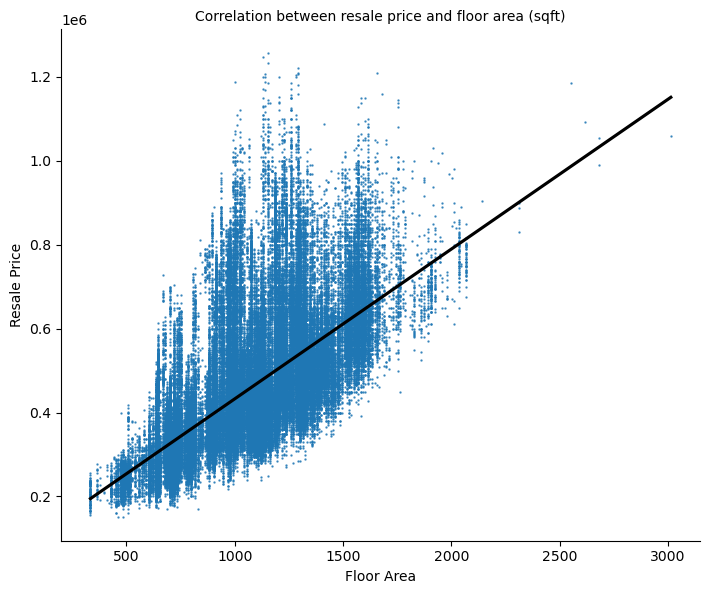 Correlation between resale price and floor area (sqft)
1e6
1.2
1.0
0.8
0.6
0.4
0.2
Resale Price
500 1000 1500 2000 2500 3000
Floor Area